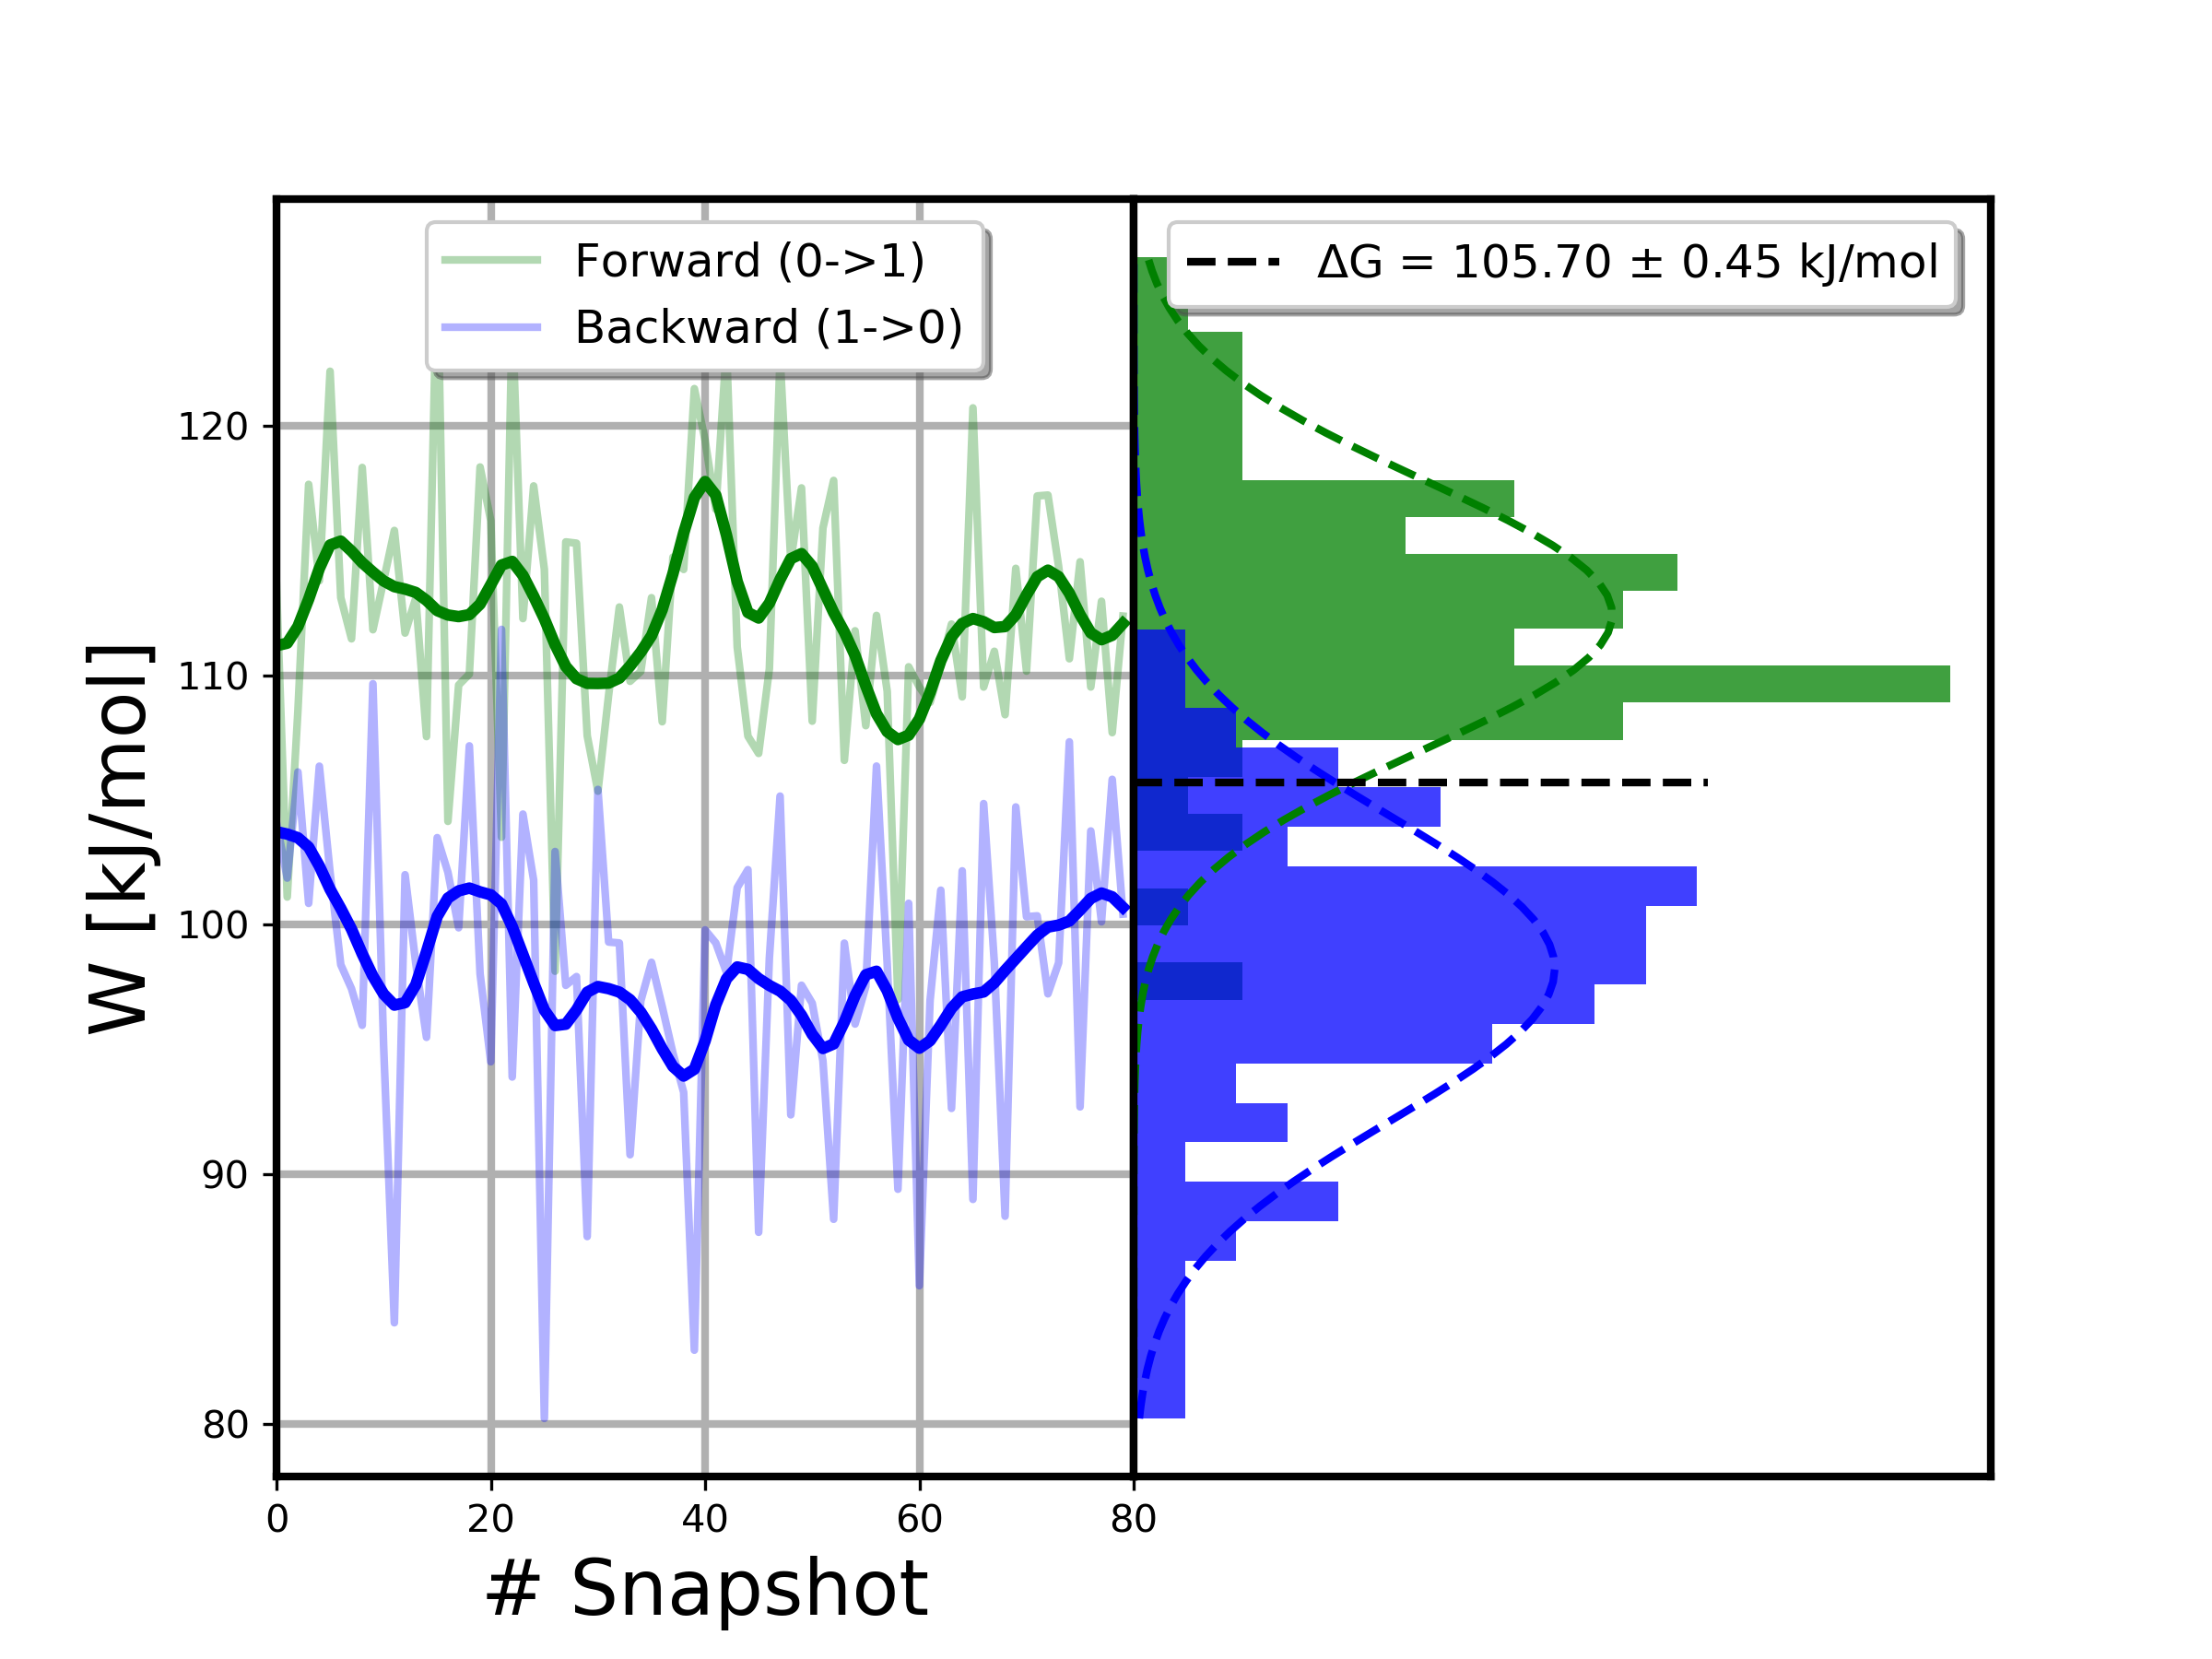 Forward (0->1)
Backward (1->0)
ΔG = 105.70 ± 0.45 kJ/mol
W [kJ/mol]
120
110
100
90
80
0 20 40 60 80
# Snapshot